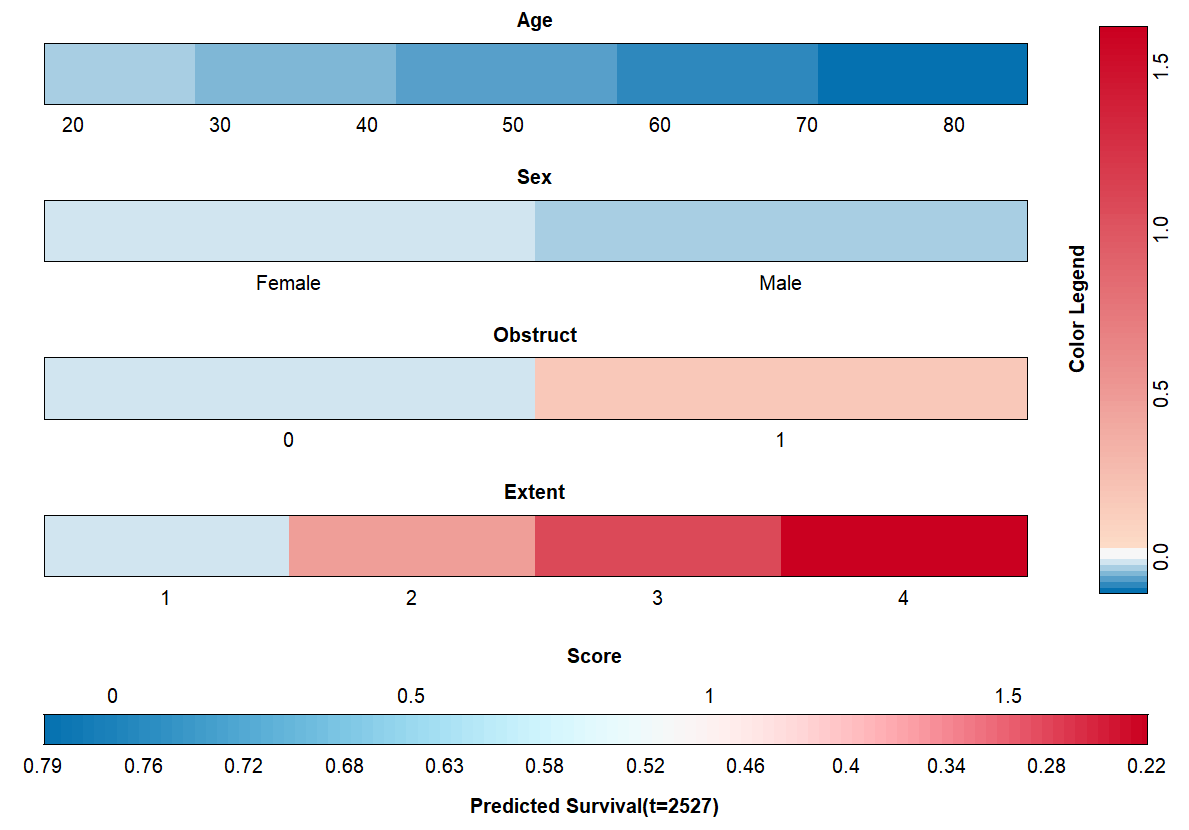 Age
20 30 40 50 60 70 80
Sex
Female Male
Obstruct
0 1
Extent
1 2 3 4
Score
0 0.5 1 1.5
0.79 0.76 0.72 0.68 0.63 0.58 0.52 0.46 0.4 0.34 0.28 0.22
Predicted Survival(t=2527)
Color Legend
0.0 0.5 1.0 1.5